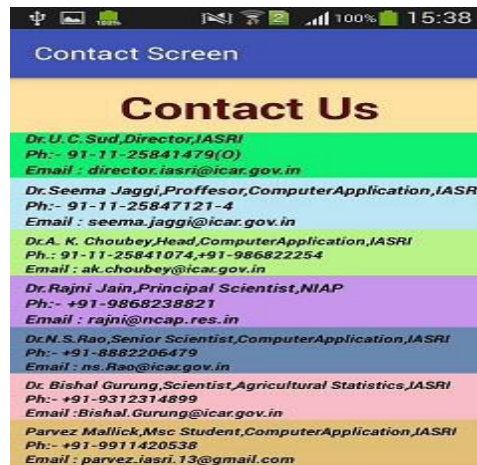 100% 2 100% 15:38
Contact Screen
Contact Us
Dr.U.C.Sud,Director,IASRI
Ph:- 91-11-25841479(O)
Email : director.iasri@icar.gov.in
Dr.Seema Jaggi,Proffesor,ComputerApplication,IASR
Ph:- 91-11-25847121-4
Email : seema.jaggi@icar.gov.in
Dr.A. K. Choubey,Head,ComputerApplication,IASRI
Ph.: 91-11-25841074,+91-986822254
Email : ak.choubey@icar.gov.in
Dr.Rajni Jain,Principal Scientist,NIAP
Ph:- +91-9868238821
Email : rajni@ncap.res.in
Dr.N.S.Rao,Senior Scientist,ComputerApplication,IASRI
Ph:- +91-8882206479
Email : ns.Rao@icar.gov.in
Dr. Bishal Gurung,Scientist,Agricultural Statistics,IASRI
Ph:- +91-9312314899
Email :Bishal.Gurung@icar.gov.in
Parvez Mallick,Msc Student,ComputerApplication,IASRI
Ph:- +91-9911420538
Email : parvez.iasri.13@gmail.com